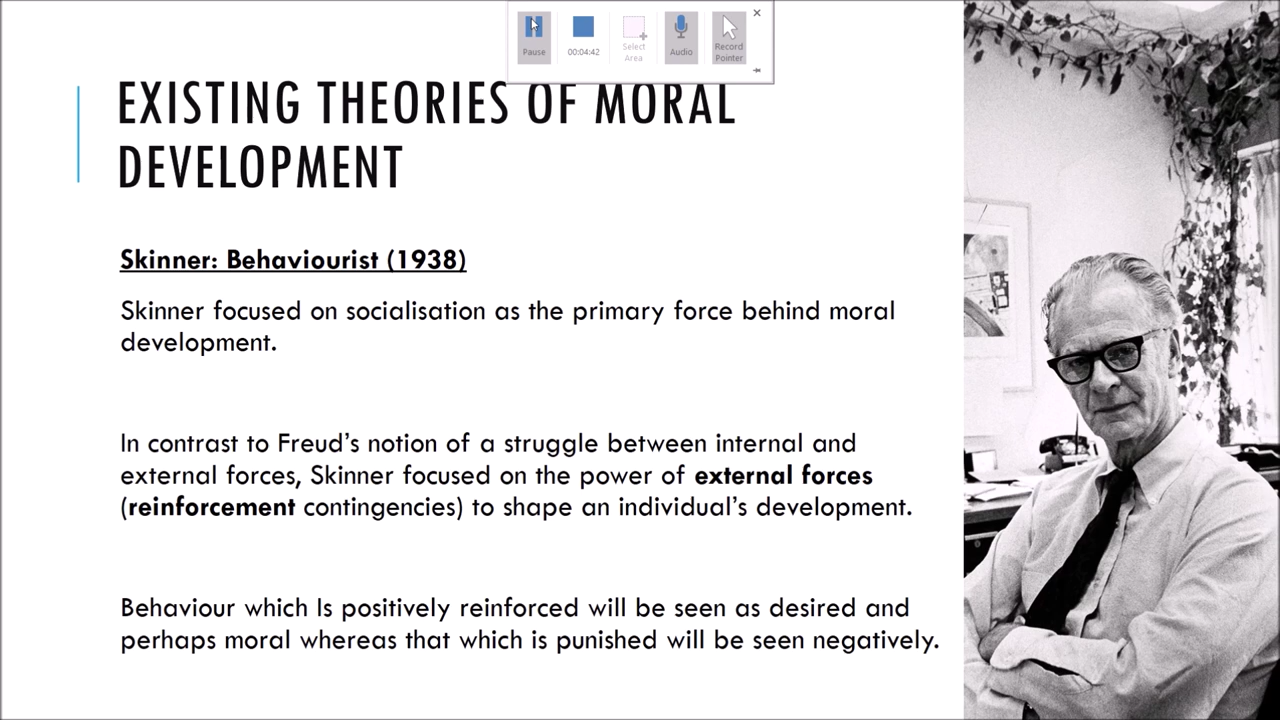 Pause
00:04:42
Select
Area
Audio
Record
Pointer
EXISTING THEORIES OF MORAL
DEVELOPMENT
Skinner: Behaviourist (1938)
Skinner focused on socialisation as the primary force behind moral
development.
In contrast to Freud’s notion of a struggle between internal and
external forces, Skinner focused on the power of external forces
(reinforcement contingencies) to shape an individual’s development.
Behaviour which Is positively reinforced will be seen as desired and
perhaps moral whereas that which is punished will be seen negatively.